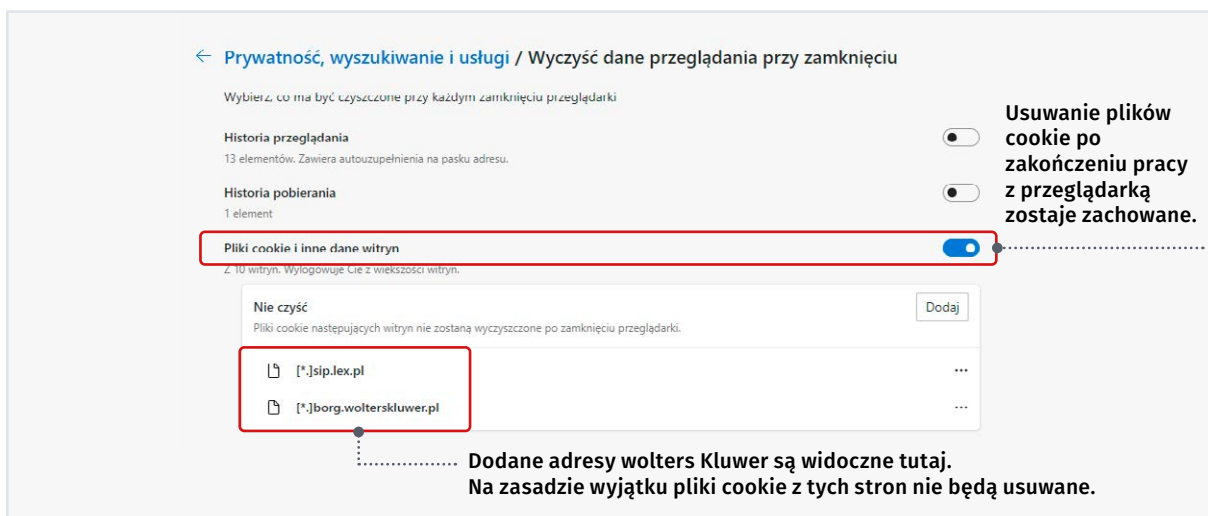 Prywatność, wyszukiwanie i usługi / Wyczyść dane przeglądania przy zamknięciu
Wybierz, co ma być czyszczone przy każdym zamknięciu przeglądarki
Historia przeglądania
13 elementów. Zawiera autouzupełnienia na pasku adresu.
Historia pobierania
1 element
Pliki cookie i inne dane witryn
Z 10 witryn. Wylogowuje Cię z większości witryn.
Nie czyść
Pliki cookie następujących witryn nie zostaną wyczyszczone po zamknięciu przeglądarki.
Dodaj
[*.]sip.lex.pl
[*.]borg.wolterskluwer.pl
Usuwanie plików
cookie po
zakończeniu pracy
z przeglądarką
zostaje zachowane.
Dodane adresy wolters Kluwer są widoczne tutaj.
Na zasadzie wyjątku pliki cookie z tych stron nie będą usuwane.